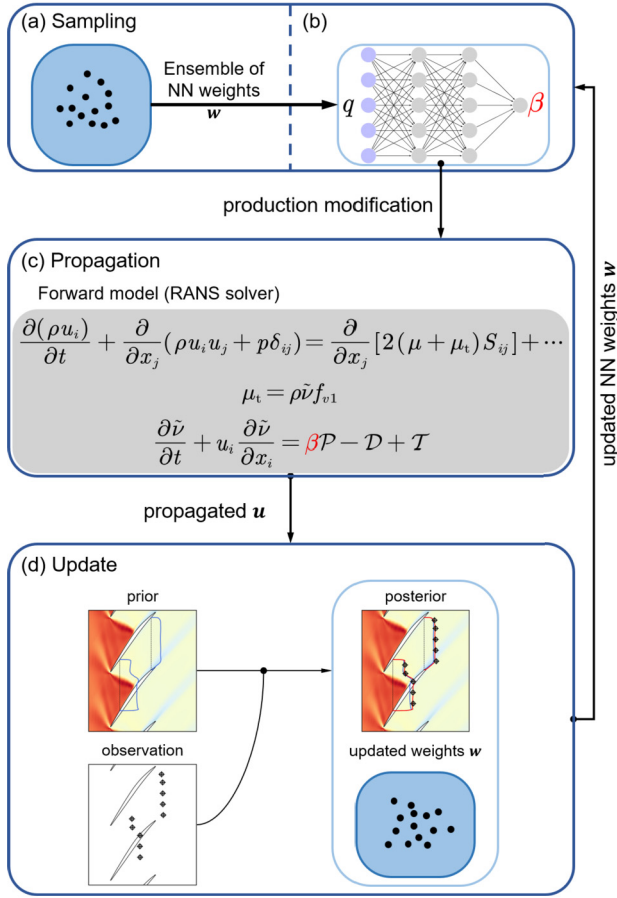 (a) Sampling
(b)
Ensemble of
NN weights
w
q
β
production modification
(c) Propagation
Forward model (RANS solver)
∂(ρu_i)/∂t + ∂/∂x_j (ρu_i u_j + pδ_ij) = ∂/∂x_j [2(μ + μ_t)S_ij] + ···
μ_t = ρν̃f_v1
∂ν̃/∂t + u_i ∂ν̃/∂x_i = β𝒫 − 𝒟 + 𝒯
propagated u
updated NN weights w
(d) Update
prior
posterior
observation
updated weights w